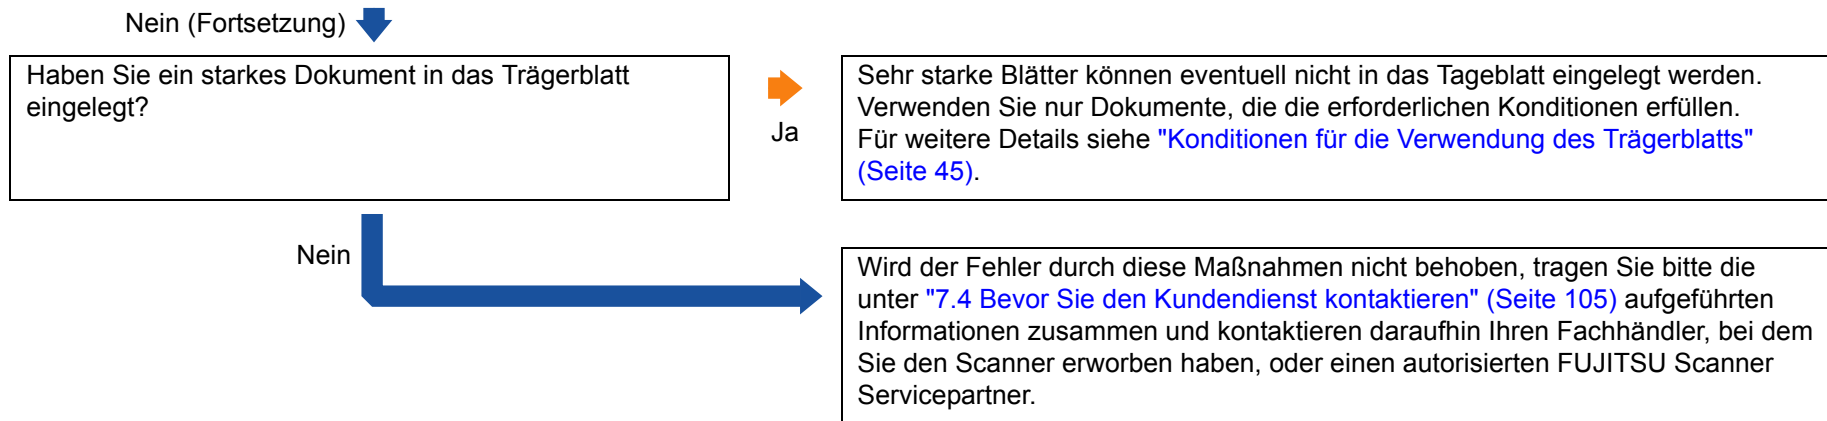 Nein (Fortsetzung)
Haben Sie ein starkes Dokument in das Trägerblatt
eingelegt?
Ja
Sehr starke Blätter können eventuell nicht in das Tageblatt eingelegt werden.
Verwenden Sie nur Dokumente, die die erforderlichen Konditionen erfüllen.
Für weitere Details siehe "Konditionen für die Verwendung des Trägerblatts"
(Seite 45).
Nein
Wird der Fehler durch diese Maßnahmen nicht behoben, tragen Sie bitte die
unter "7.4 Bevor Sie den Kundendienst kontaktieren" (Seite 105) aufgeführten
Informationen zusammen und kontaktieren daraufhin Ihren Fachhändler, bei dem
Sie den Scanner erworben haben, oder einen autorisierten FUJITSU Scanner
Servicepartner.